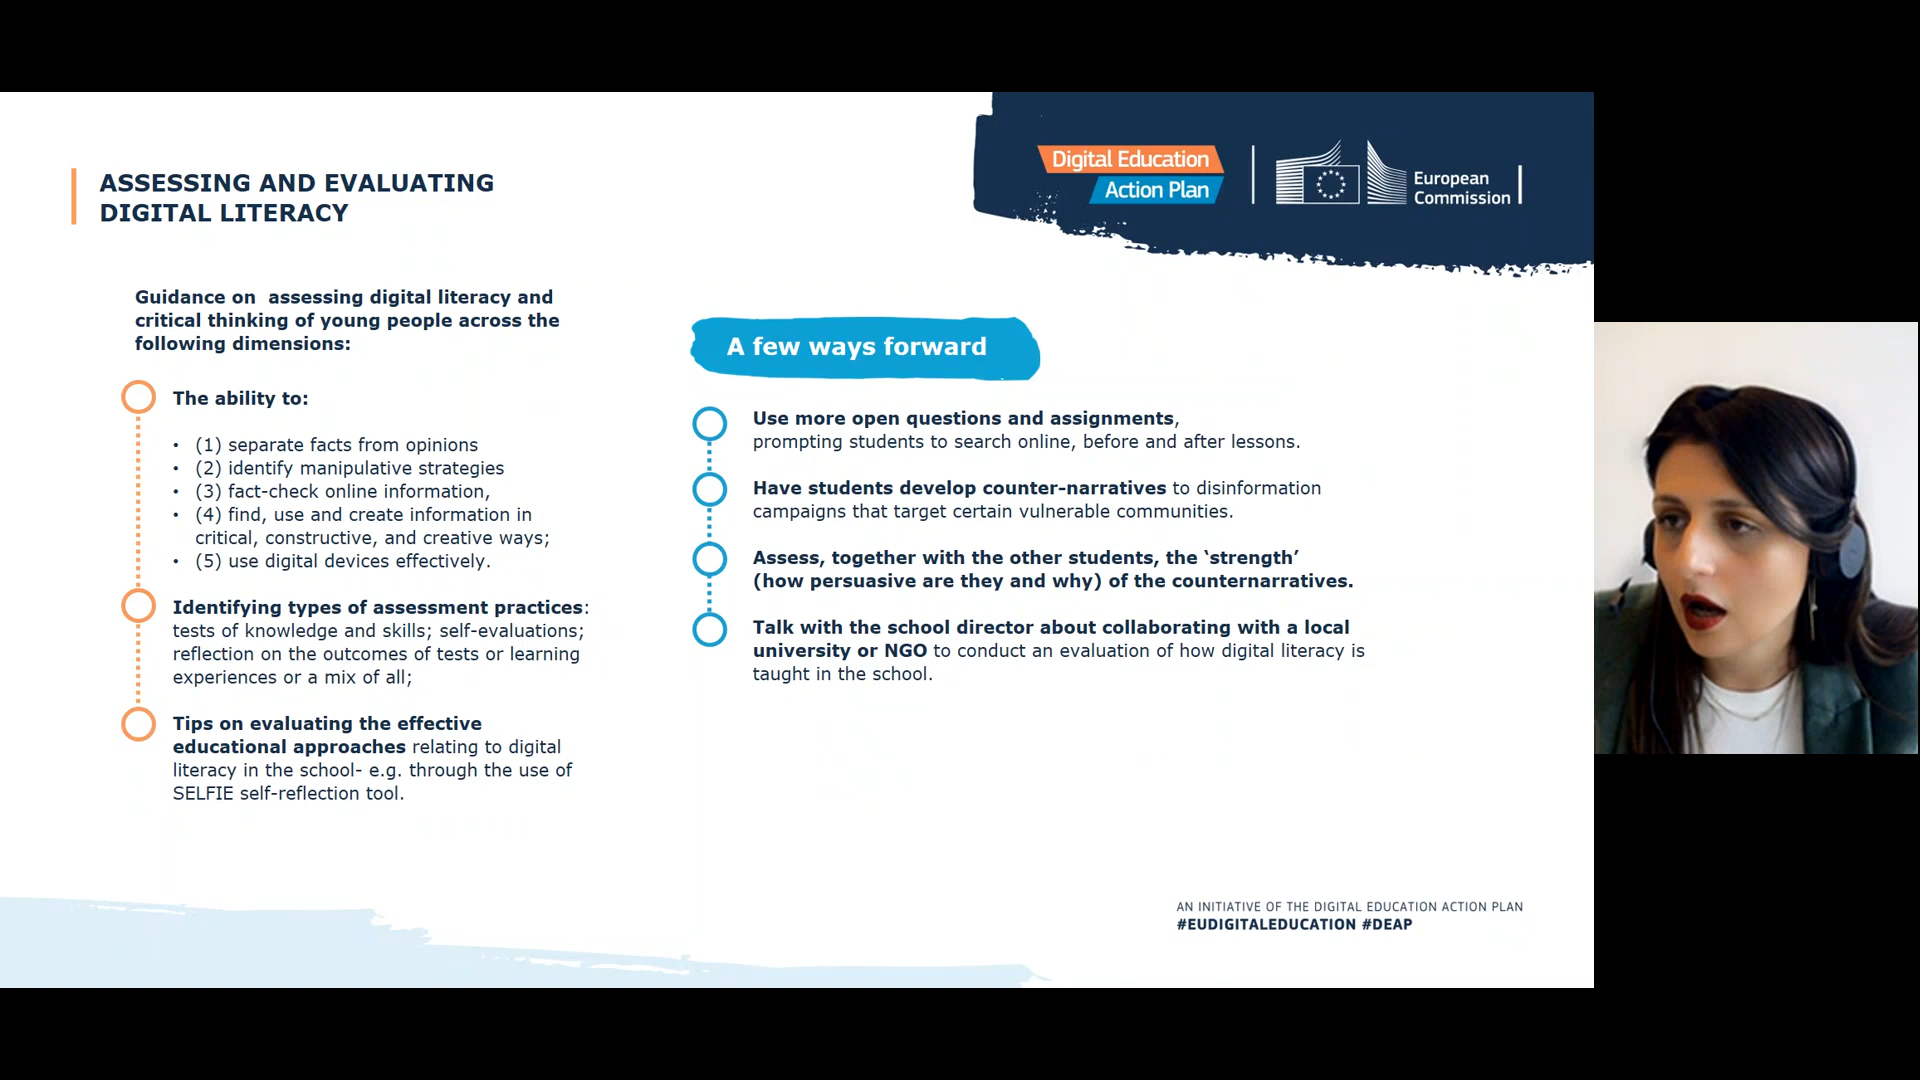 Digital Education
Action Plan
European
Commission
ASSESSING AND EVALUATING
DIGITAL LITERACY
Guidance on  assessing digital literacy and
critical thinking of young people across the
following dimensions:
The ability to:
• (1) separate facts from opinions
• (2) identify manipulative strategies
• (3) fact-check online information,
• (4) find, use and create information in
critical, constructive, and creative ways;
• (5) use digital devices effectively.
Identifying types of assessment practices:
tests of knowledge and skills; self-evaluations;
reflection on the outcomes of tests or learning
experiences or a mix of all;
Tips on evaluating the effective
educational approaches relating to digital
literacy in the school- e.g. through the use of
SELFIE self-reflection tool.
A few ways forward
Use more open questions and assignments,
prompting students to search online, before and after lessons.
Have students develop counter-narratives to disinformation
campaigns that target certain vulnerable communities.
Assess, together with the other students, the ‘strength’
(how persuasive are they and why) of the counternarratives.
Talk with the school director about collaborating with a local
university or NGO to conduct an evaluation of how digital literacy is
taught in the school.
AN INITIATIVE OF THE DIGITAL EDUCATION ACTION PLAN
#EUDIGITALEDUCATION #DEAP